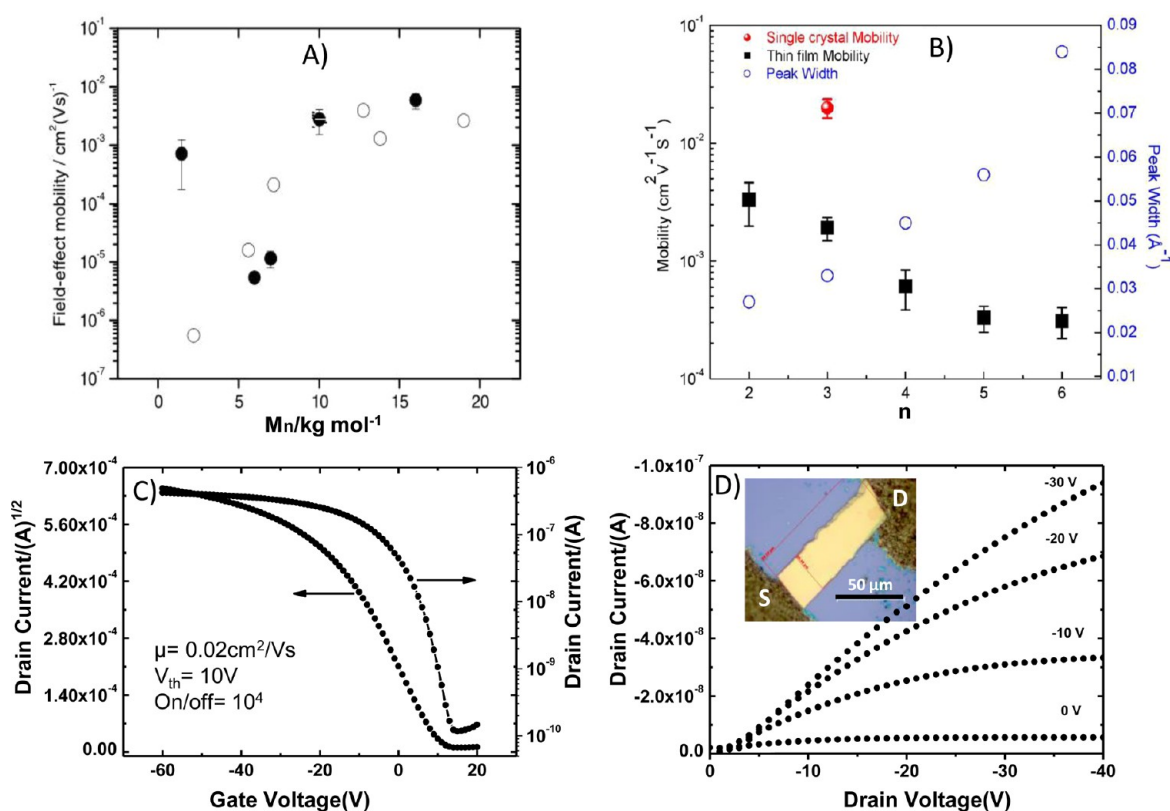 A)
10⁻¹
10⁻²
10⁻³
10⁻⁴
10⁻⁵
10⁻⁶
10⁻⁷
Field-effect mobility / cm²(Vs)⁻¹
0 5 10 15 20
Mn/kg mol⁻¹
B)
Single crystal Mobility
Thin film Mobility
Peak Width
10⁻¹
10⁻²
10⁻³
10⁻⁴
Mobility (cm² V⁻¹ S⁻¹)
0.09
0.08
0.07
0.06
0.05
0.04
0.03
0.02
0.01
Peak Width (Å⁻¹)
2 3 4 5 6
n
C)
7.00x10⁻⁴
5.60x10⁻⁴
4.20x10⁻⁴
2.80x10⁻⁴
1.40x10⁻⁴
0.00
Drain Current/(A)¹/²
10⁻⁶
10⁻⁷
10⁻⁸
10⁻⁹
10⁻¹⁰
Drain Current/(A)
μ= 0.02cm²/Vs
Vth= 10V
On/off= 10⁴
-60 -40 -20 0 20
Gate Voltage(V)
D)
-1.0x10⁻⁷
-8.0x10⁻⁸
-6.0x10⁻⁸
-4.0x10⁻⁸
-2.0x10⁻⁸
0.0
Drain Current/(A)
D
S
50 μm
-30 V
-20 V
-10 V
0 V
0 -10 -20 -30 -40
Drain Voltage(V)